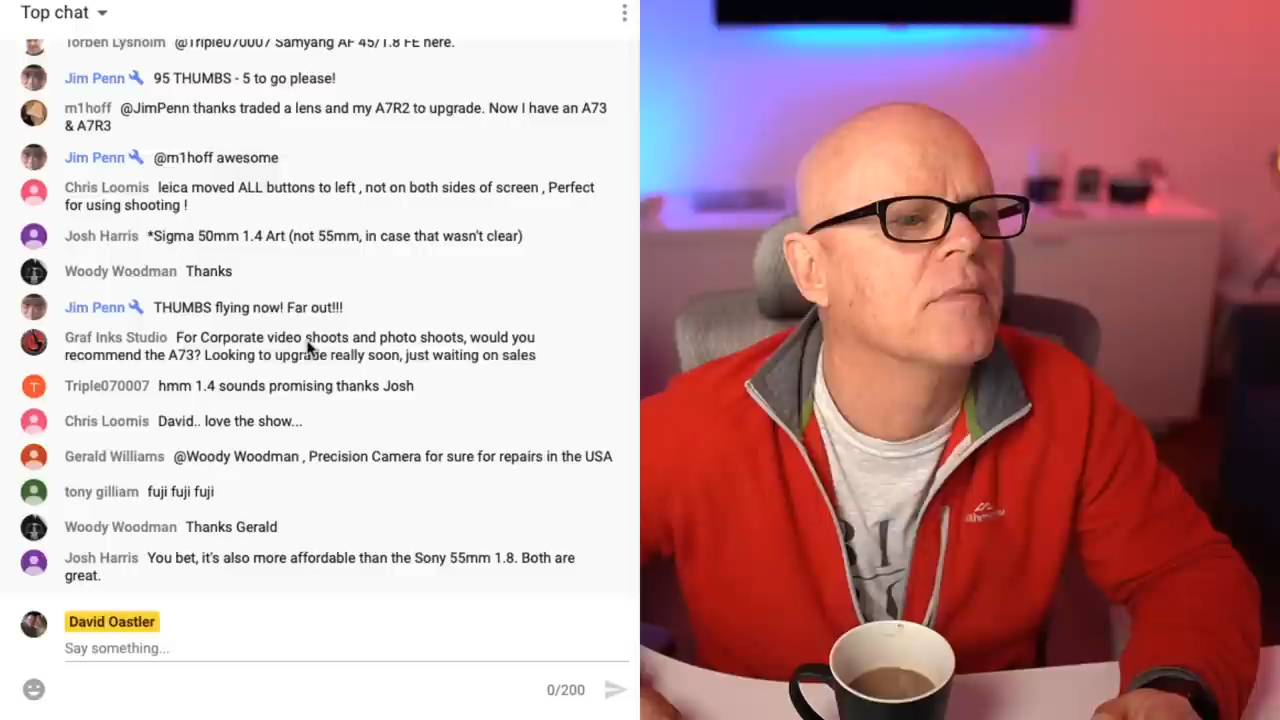 Top chat
Torben Lysholm @Triple070007 Samyang AF 45/1.8 FE here.
Jim Penn 95 THUMBS - 5 to go please!
m1hoff @JimPenn thanks traded a lens and my A7R2 to upgrade. Now I have an A73
& A7R3
Jim Penn @m1hoff awesome
Chris Loomis leica moved ALL buttons to left , not on both sides of screen , Perfect
for using shooting !
Josh Harris *Sigma 50mm 1.4 Art (not 55mm, in case that wasn't clear)
Woody Woodman Thanks
Jim Penn THUMBS flying now! Far out!!!
Graf Inks Studio For Corporate video shoots and photo shoots, would you
recommend the A73? Looking to upgrade really soon, just waiting on sales
T
Triple070007 hmm 1.4 sounds promising thanks Josh
Chris Loomis David.. love the show...
Gerald Williams @Woody Woodman , Precision Camera for sure for repairs in the USA
tony gilliam fuji fuji fuji
Woody Woodman Thanks Gerald
Josh Harris You bet, it's also more affordable than the Sony 55mm 1.8. Both are
great.
David Oastler
Say something...
0/200